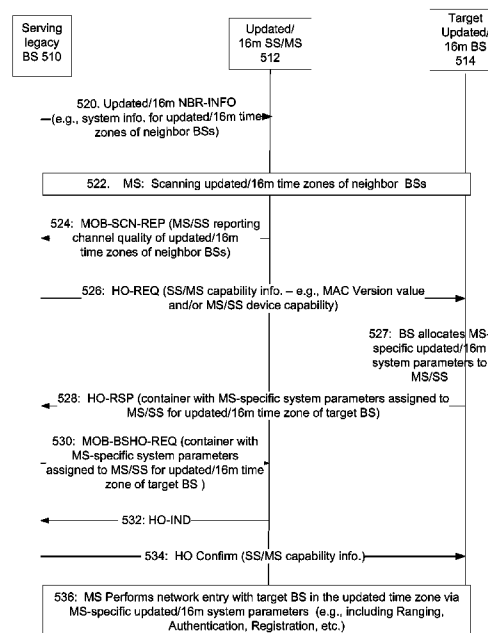 Serving
legacy
BS 510
Updated/
16m SS/MS
512
Target
Updated/
16m BS
514
520. Updated/16m NBR-INFO
(e.g., system info. for updated/16m time
zones of neighbor BSs)
522. MS: Scanning updated/16m time zones of neighbor BSs
524: MOB-SCN-REP (MS/SS reporting
channel quality of updated/16m
time zones of neighbor BSs)
526: HO-REQ (SS/MS capability info. – e.g., MAC Version value
and/or MS/SS device capability)
527: BS allocates MS-
specific updated/16m
system parameters to
MS/SS
528: HO-RSP (container with MS-specific system parameters assigned to
MS/SS for updated/16m time zone of target BS)
530: MOB-BSHO-REQ (container with
MS-specific system parameters
assigned to MS/SS for updated/16m time
zone of target BS )
532: HO-IND
534: HO Confirm (SS/MS capability info.)
536: MS Performs network entry with target BS in the updated time zone via
MS-specific updated/16m system parameters (e.g., including Ranging,
Authentication, Registration, etc.)